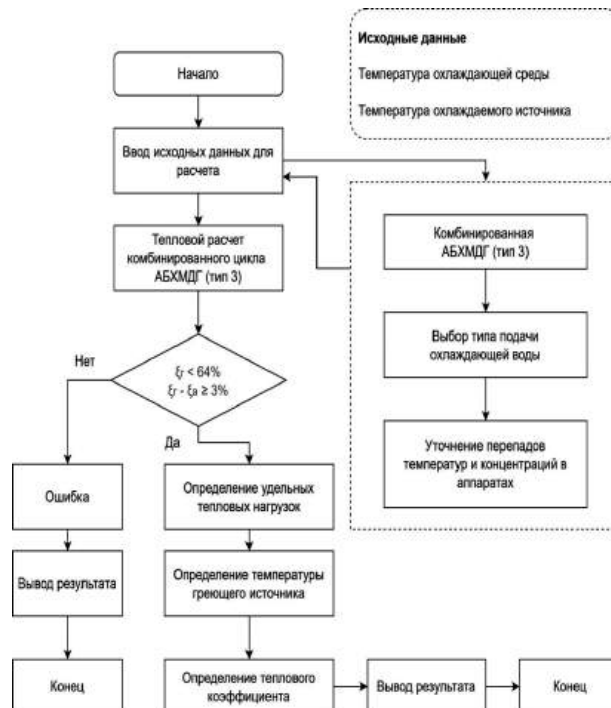 Исходные данные
Температура охлаждающей среды
Температура охлаждаемого источника
Начало
Ввод исходных данных для
расчета
Тепловой расчет
комбинированного цикла
АБХМДГ (тип 3)
Комбинированная
АБХМДГ (тип 3)
Выбор типа подачи
охлаждающей воды
Уточнение перепадов
температур и концентраций в
аппаратах
Нет
ξr < 64%
ξr - ξa ≥ 3%
Да
Ошибка
Определение удельных
тепловых нагрузок
Вывод результата
Определение температуры
греющего источника
Конец
Определение теплового
коэффициента
Вывод результата
Конец